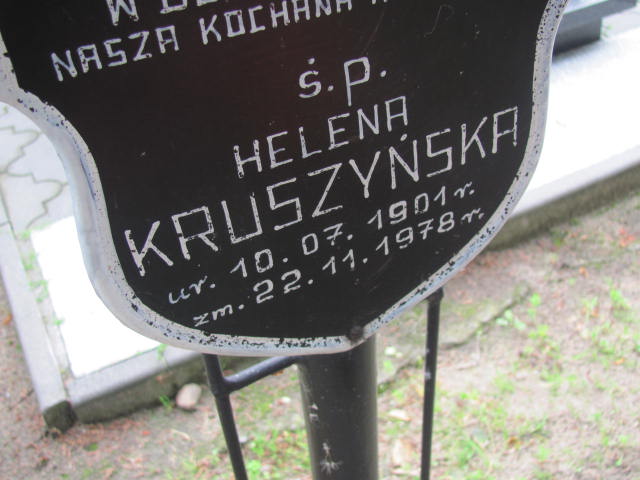 W
NASZA KOCHANA
Ś.P.
HELENA
KRUSZYŃSKA
ur. 10.07.1901 r.
zm. 22.11.1978 r.